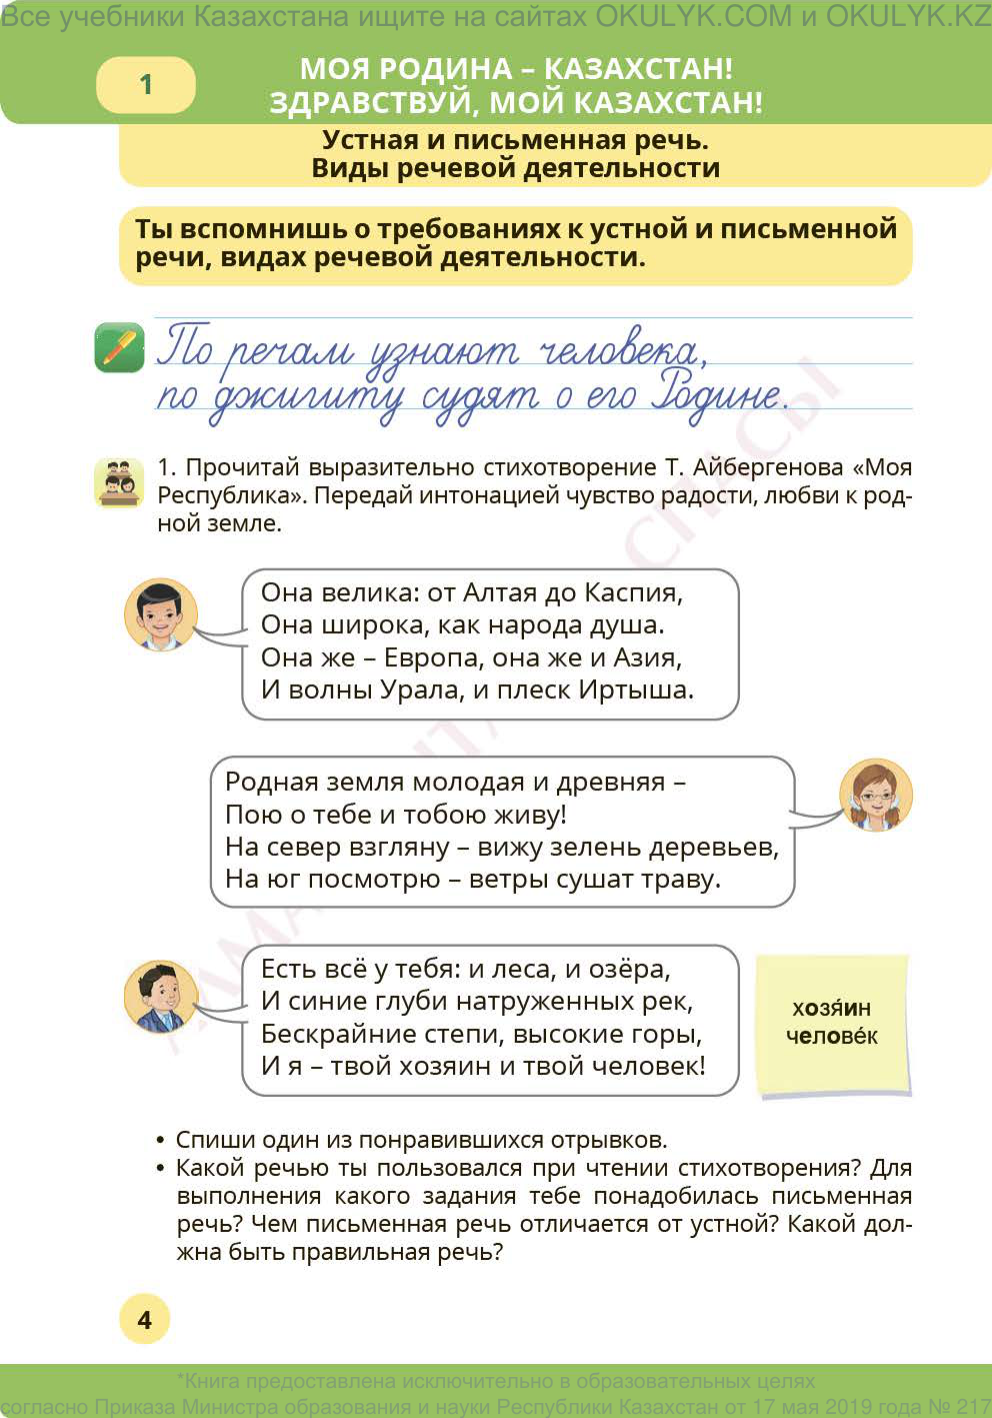 Все учебники Казахстана ищите на сайтах OKULYK.COM и OKULYK.KZ
1
МОЯ РОДИНА – КАЗАХСТАН!
ЗДРАВСТВУЙ, МОЙ КАЗАХСТАН!
Устная и письменная речь.
Виды речевой деятельности
Ты вспомнишь о требованиях к устной и письменной
речи, видах речевой деятельности.
По речам узнают человека,
по джигиту судят о его Родине.
1. Прочитай выразительно стихотворение Т. Айбергенова «Моя
Республика». Передай интонацией чувство радости, любви к род-
ной земле.
Она велика: от Алтая до Каспия,
Она широка, как народа душа.
Она же – Европа, она же и Азия,
И волны Урала, и плеск Иртыша.
Родная земля молодая и древняя –
Пою о тебе и тобою живу!
На север взгляну – вижу зелень деревьев,
На юг посмотрю – ветры сушат траву.
Есть всё у тебя: и леса, и озёра,
И синие глуби натруженных рек,
Бескрайние степи, высокие горы,
И я – твой хозяин и твой человек!
хозя́ин
челове́к
• Спиши один из понравившихся отрывков.
• Какой речью ты пользовался при чтении стихотворения? Для
выполнения какого задания тебе понадобилась письменная
речь? Чем письменная речь отличается от устной? Какой дол-
жна быть правильная речь?
4
*Книга предоставлена исключительно в образовательных целях
согласно Приказа Министра образования и науки Республики Казахстан от 17 мая 2019 года № 217